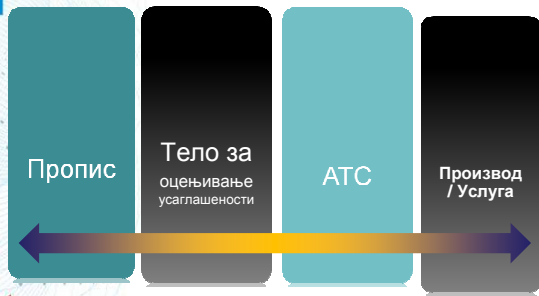 Пропис
Тело за
оцењивање
усаглашености
АТС
Производ
/ Услуга